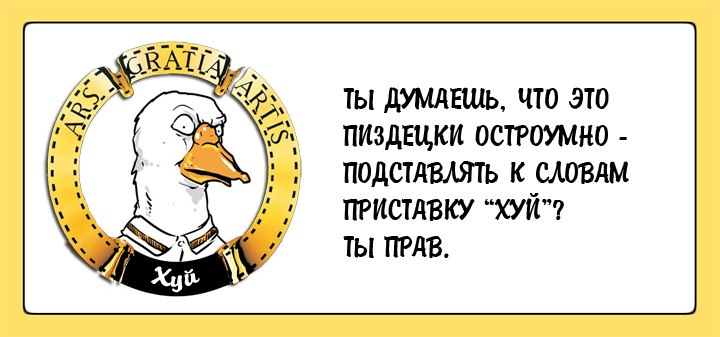 ARS GRATIA ARTIS
Хуй
ТЫ ДУМАЕШЬ, ЧТО ЭТО
ПИЗДЕЦКИ ОСТРОУМНО -
ПОДСТАВЛЯТЬ К СЛОВАМ
ПРИСТАВКУ “ХУЙ”?
ТЫ ПРАВ.